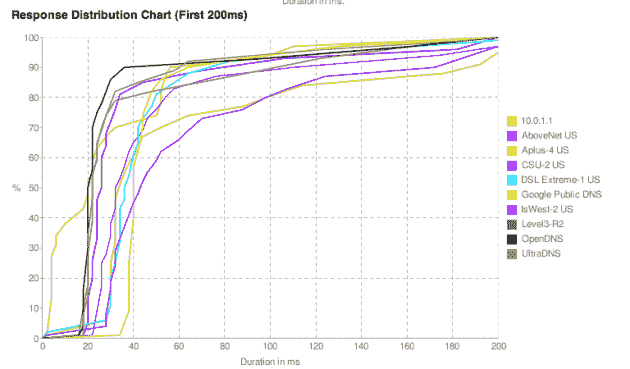 Duration in ms.
Response Distribution Chart (First 200ms)
100
90
80
70
60
50
40
30
20
10
0
%
0 20 40 60 80 100 120 140 160 180 200
Duration in ms
10.0.1.1
AboveNet US
Aplus-4 US
CSU-2 US
DSL Extreme-1 US
Google Public DNS
IsWest-2 US
Level3-R2
OpenDNS
UltraDNS